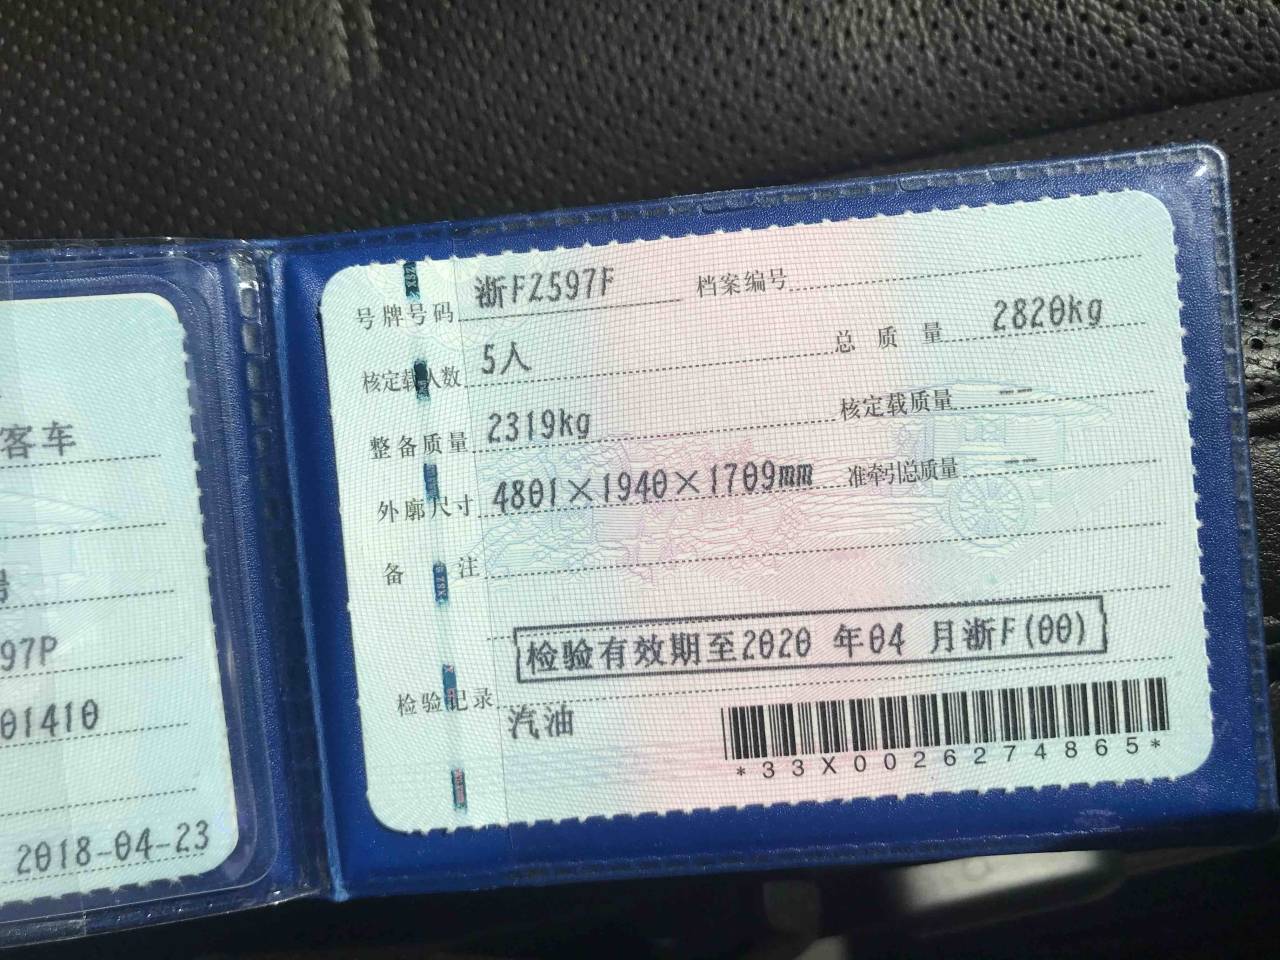 客车
97P
01410
2018-04-23
号牌号码 浙FZ597F 档案编号
核定载人数 5人 总质量 2820kg
整备质量 2319kg 核定载质量 --
外廓尺寸 4801×1940×1709mm 准牵引总质量 --
备注
检验有效期至2020 年04 月浙F(00)
检验记录
汽油
*33X0026274865*